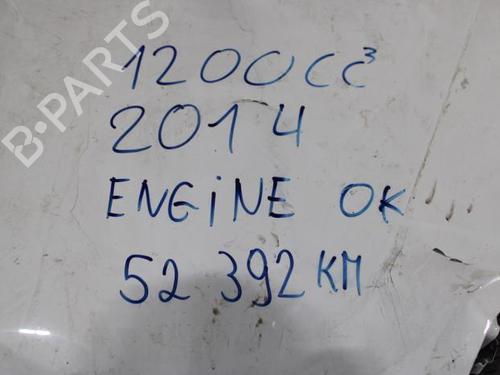 B-PARTS
1200CC³
2014
ENGiNE OK
52 392 KM